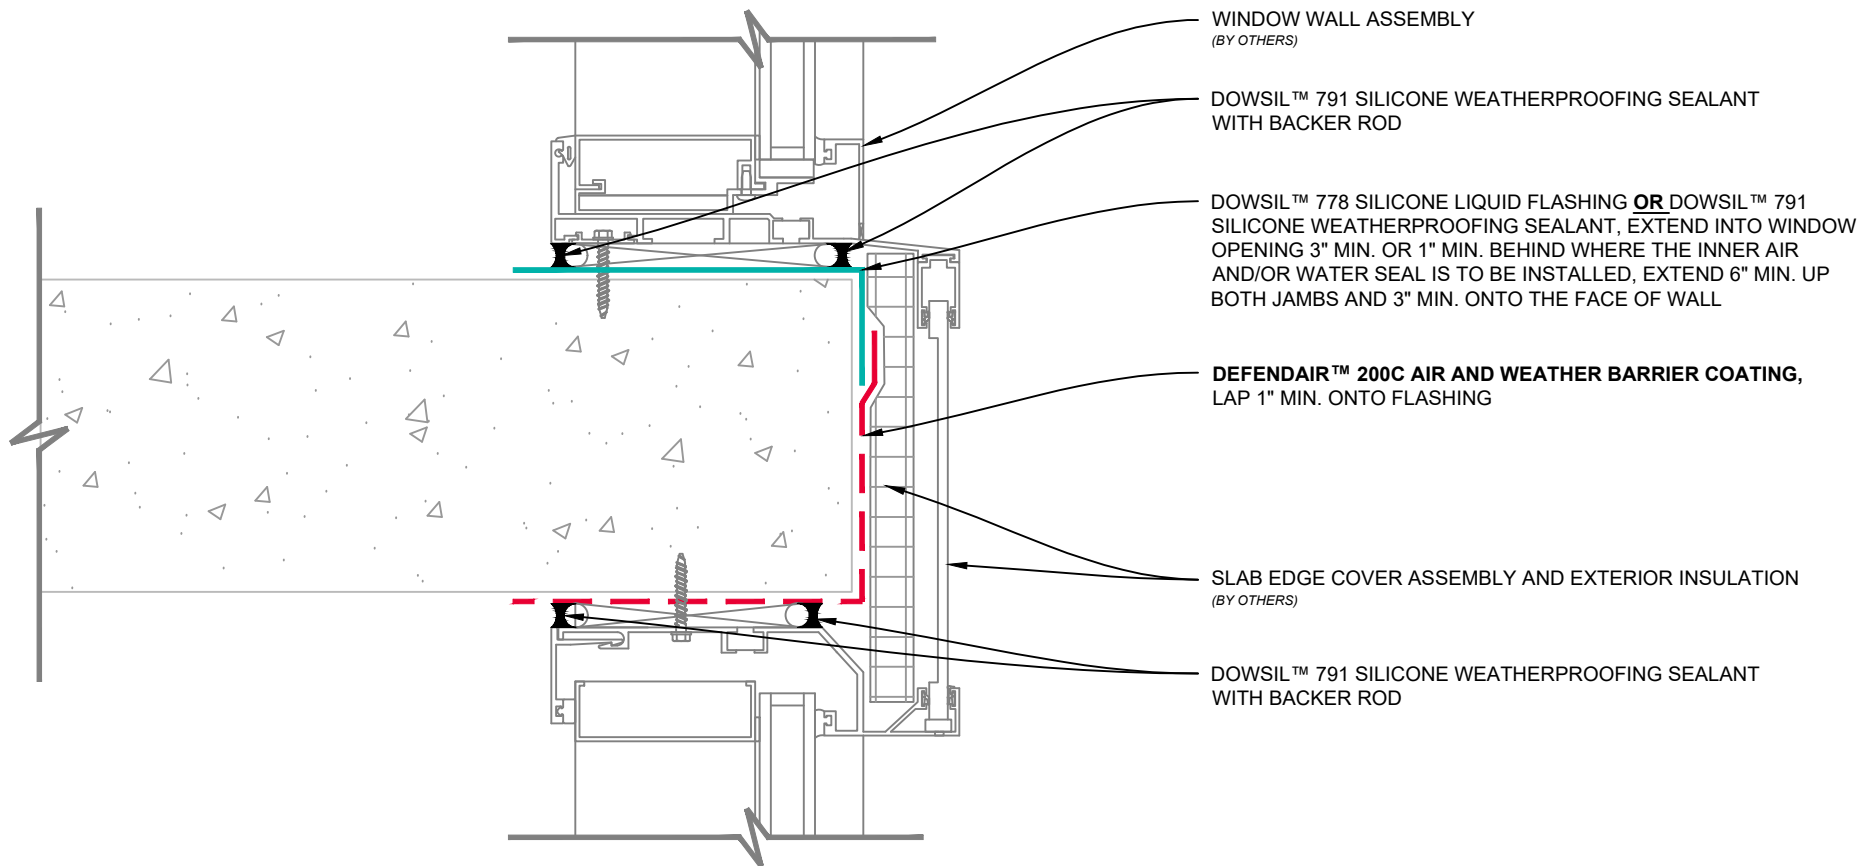 WINDOW WALL ASSEMBLY
(BY OTHERS)
DOWSIL™ 791 SILICONE WEATHERPROOFING SEALANT
WITH BACKER ROD
DOWSIL™ 778 SILICONE LIQUID FLASHING OR DOWSIL™ 791
SILICONE WEATHERPROOFING SEALANT, EXTEND INTO WINDOW
OPENING 3" MIN. OR 1" MIN. BEHIND WHERE THE INNER AIR
AND/OR WATER SEAL IS TO BE INSTALLED, EXTEND 6" MIN. UP
BOTH JAMBS AND 3" MIN. ONTO THE FACE OF WALL
DEFENDAIR™ 200C AIR AND WEATHER BARRIER COATING,
LAP 1" MIN. ONTO FLASHING
SLAB EDGE COVER ASSEMBLY AND EXTERIOR INSULATION
(BY OTHERS)
DOWSIL™ 791 SILICONE WEATHERPROOFING SEALANT
WITH BACKER ROD